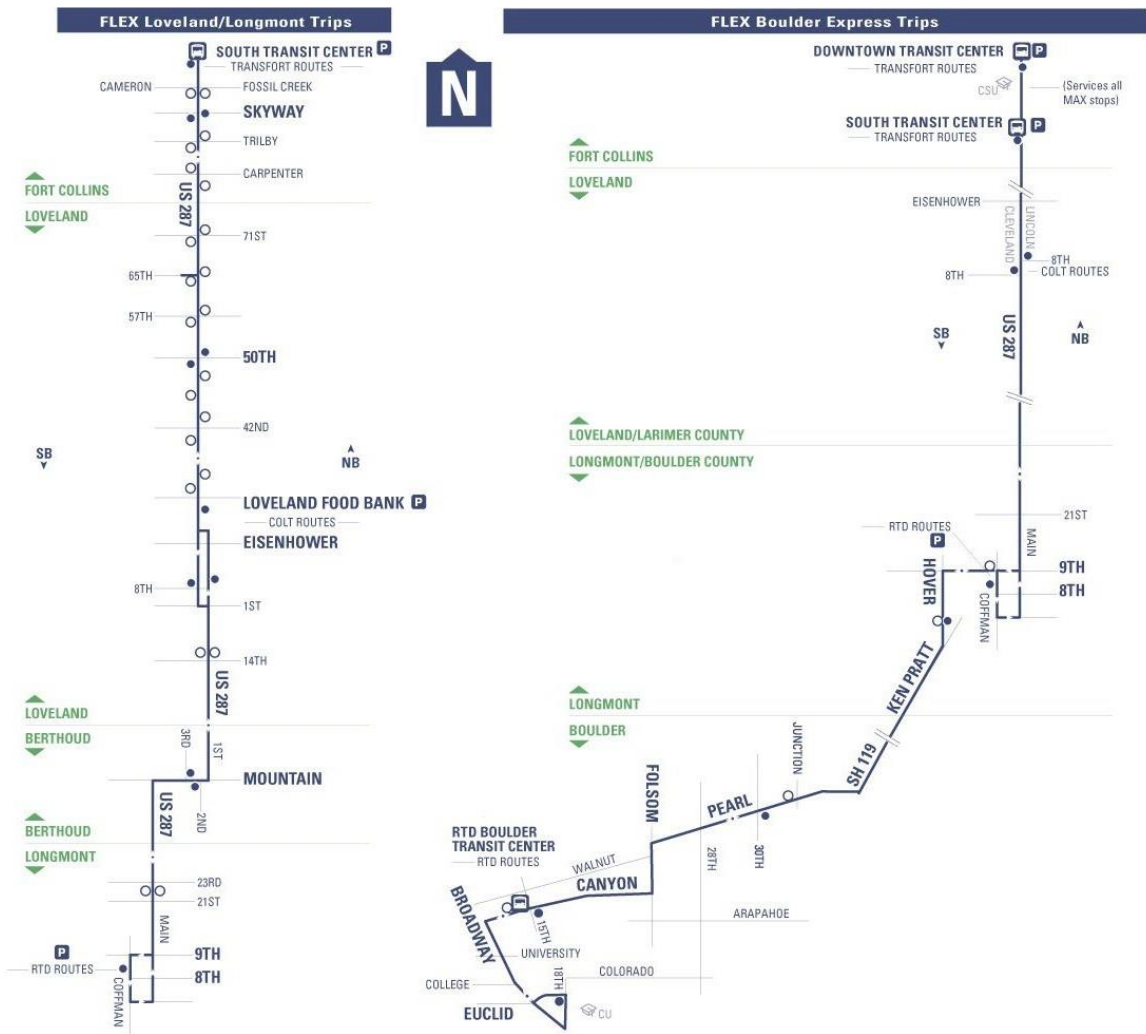 FLEX Loveland/Longmont Trips
SOUTH TRANSIT CENTER P
TRANSFORT ROUTES
CAMERON
FOSSIL CREEK
SKYWAY
TRILBY
CARPENTER
FORT COLLINS
LOVELAND
US 287
71ST
65TH
57TH
50TH
42ND
SB
NB
LOVELAND FOOD BANK P
COLT ROUTES
EISENHOWER
8TH
1ST
14TH
US 287
LOVELAND
BERTHOUD
3RD
1ST
MOUNTAIN
US 287
2ND
BERTHOUD
LONGMONT
23RD
21ST
MAIN
P
RTD ROUTES
9TH
8TH
COFFMAN
N
FLEX Boulder Express Trips
DOWNTOWN TRANSIT CENTER P
TRANSFORT ROUTES
CSU
(Services all
MAX stops)
SOUTH TRANSIT CENTER P
TRANSFORT ROUTES
FORT COLLINS
LOVELAND
EISENHOWER
CLEVELAND
LINCOLN
8TH
8TH
COLT ROUTES
US 287
SB
NB
LOVELAND/LARIMER COUNTY
LONGMONT/BOULDER COUNTY
21ST
RTD ROUTES
P
MAIN
HOVER
9TH
8TH
COFFMAN
KEN PRATT
LONGMONT
BOULDER
SH 119
JUNCTION
FOLSOM
PEARL
28TH
30TH
RTD BOULDER
TRANSIT CENTER
RTD ROUTES
WALNUT
CANYON
BROADWAY
15TH
ARAPAHOE
UNIVERSITY
18TH
COLORADO
COLLEGE
EUCLID
CU